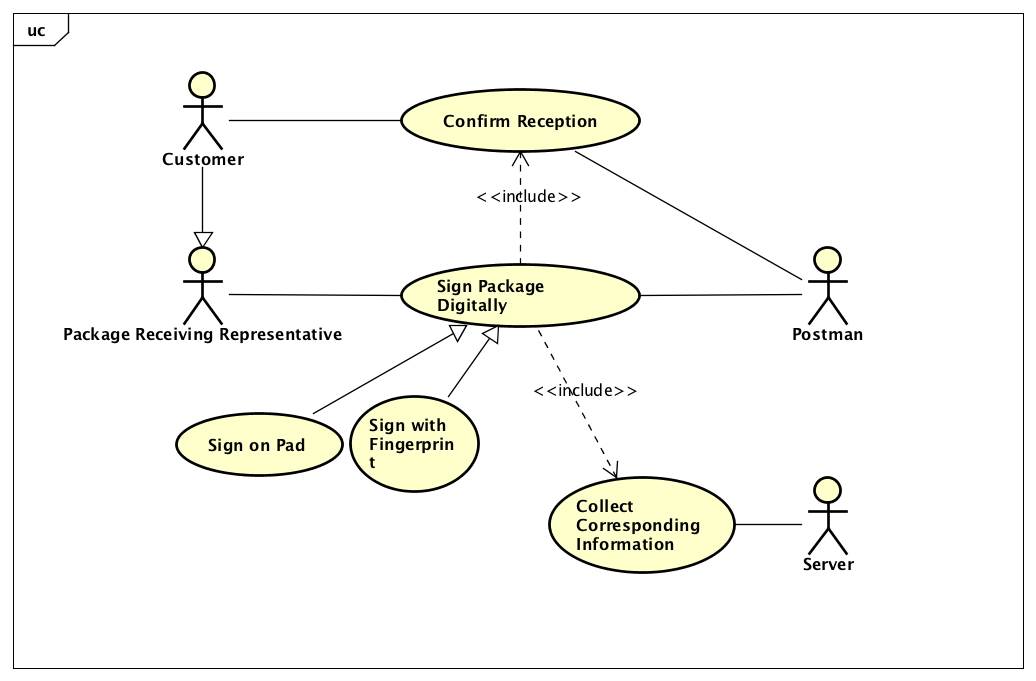 uc
Customer
Confirm Reception
<<include>>
Package Receiving Representative
Sign Package
Digitally
Postman
<<include>>
Sign on Pad
Sign with
Fingerprin
t
Collect
Corresponding
Information
Server